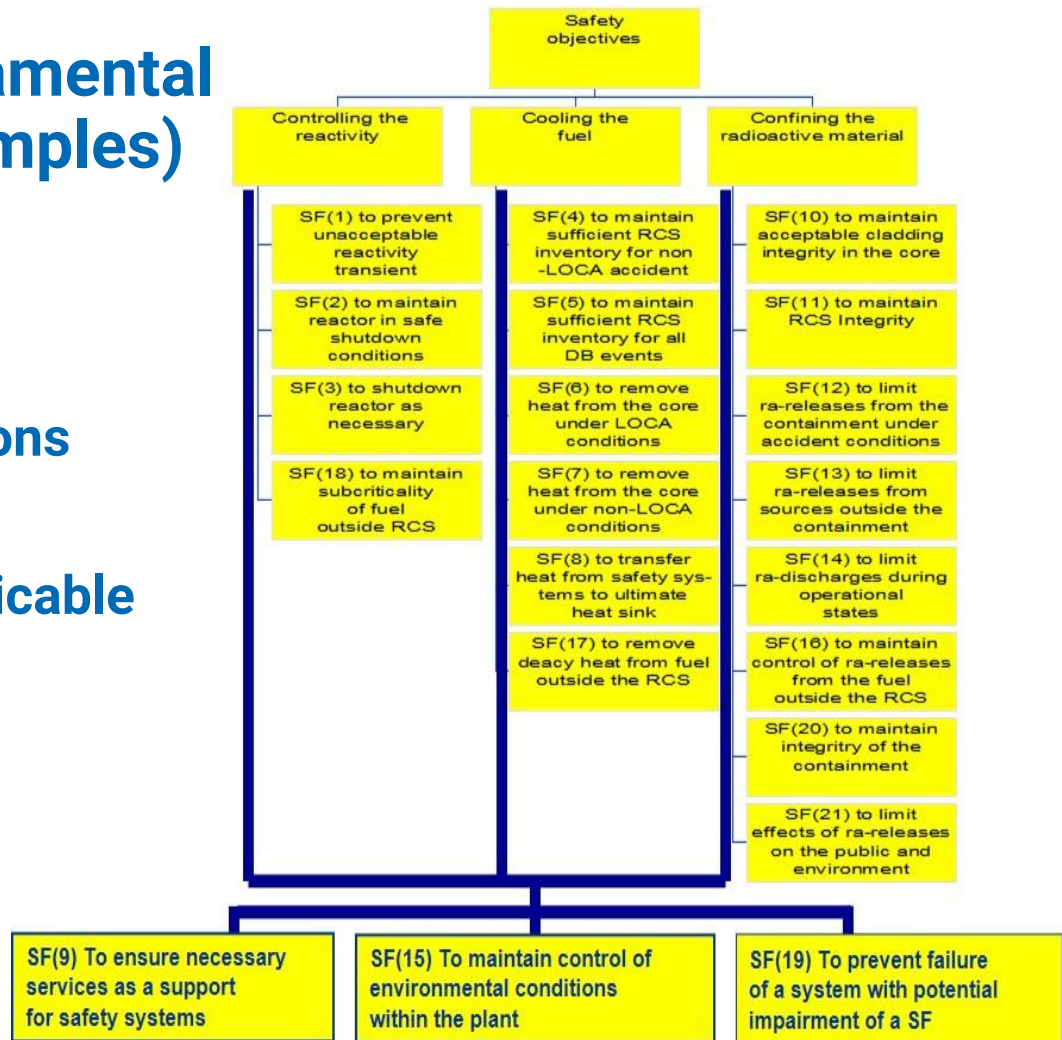 amental
mples)
ons
icable
Safety
objectives
Controlling the
reactivity
Cooling the
fuel
Confining the
radioactive material
SF(1) to prevent
unacceptable
reactivity
transient
SF(2) to maintain
reactor in safe
shutdown
conditions
SF(3) to shutdown
reactor as
necessary
SF(18) to maintain
subcriticality
of fuel
outside RCS
SF(4) to maintain
sufficient RCS
inventory for non
-LOCA accident
SF(5) to maintain
sufficient RCS
inventory for all
DB events
SF(6) to remove
heat from the core
under LOCA
conditions
SF(7) to remove
heat from the core
under non-LOCA
conditions
SF(8) to transfer
heat from safety sys-
tems to ultimate
heat sink
SF(17) to remove
deacy heat from fuel
outside the RCS
SF(10) to maintain
acceptable cladding
integrity in the core
SF(11) to maintain
RCS Integrity
SF(12) to limit
ra-releases from the
containment under
accident conditions
SF(13) to limit
ra-releases from
sources outside the
containment
SF(14) to limit
ra-discharges during
operational
states
SF(16) to maintain
control of ra-releases
from the fuel
outside the RCS
SF(20) to maintain
integritry of the
containment
SF(21) to limit
effects of ra-releases
on the public and
environment
SF(9) To ensure necessary
services as a support
for safety systems
SF(15) To maintain control of
environmental conditions
within the plant
SF(19) To prevent failure
of a system with potential
impairment of a SF